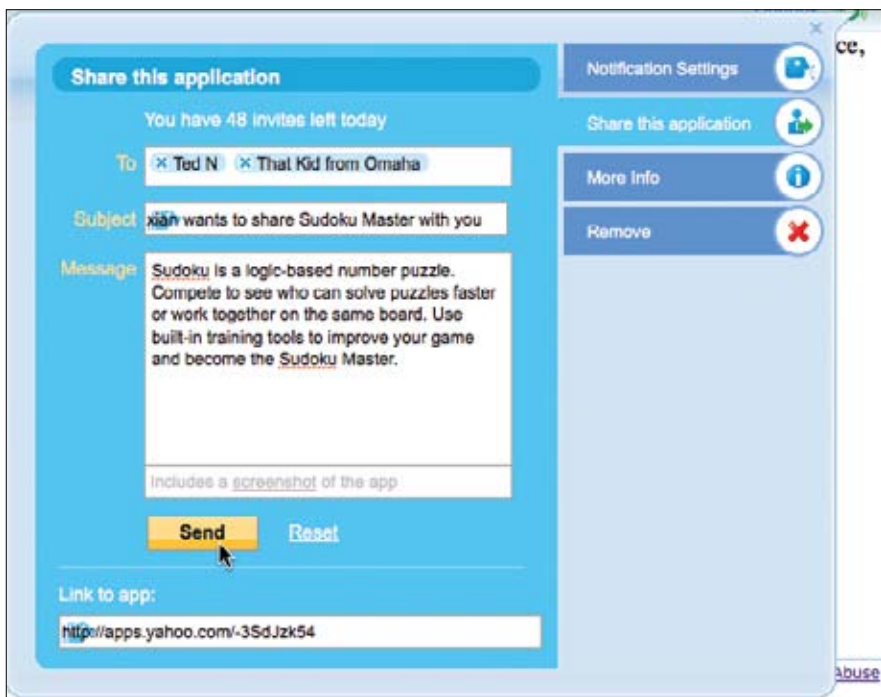 ce,
Share this application
You have 48 invites left today
To
× Ted N × That Kid from Omaha
Subject
xian wants to share Sudoku Master with you
Message
Sudoku is a logic-based number puzzle.
Compete to see who can solve puzzles faster
or work together on the same board. Use
built-in training tools to improve your game
and become the Sudoku Master.
Includes a screenshot of the app
Send Reset
Link to app:
http://apps.yahoo.com/-3SdJzk54
Notification Settings
Share this application
More Info
Remove
Abuse